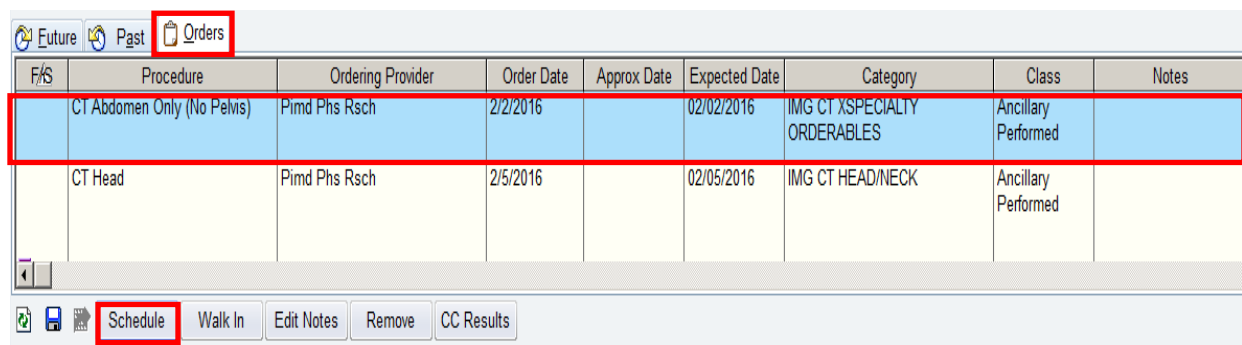 Future Past Orders
F/S Procedure Ordering Provider Order Date Approx Date Expected Date Category Class Notes
CT Abdomen Only (No Pelvis) Pimd Phs Rsch 2/2/2016 02/02/2016 IMG CT XSPECIALTY Ancillary
ORDERABLES Performed
CT Head Pimd Phs Rsch 2/5/2016 02/05/2016 IMG CT HEAD/NECK Ancillary
Performed
Schedule Walk In Edit Notes Remove CC Results